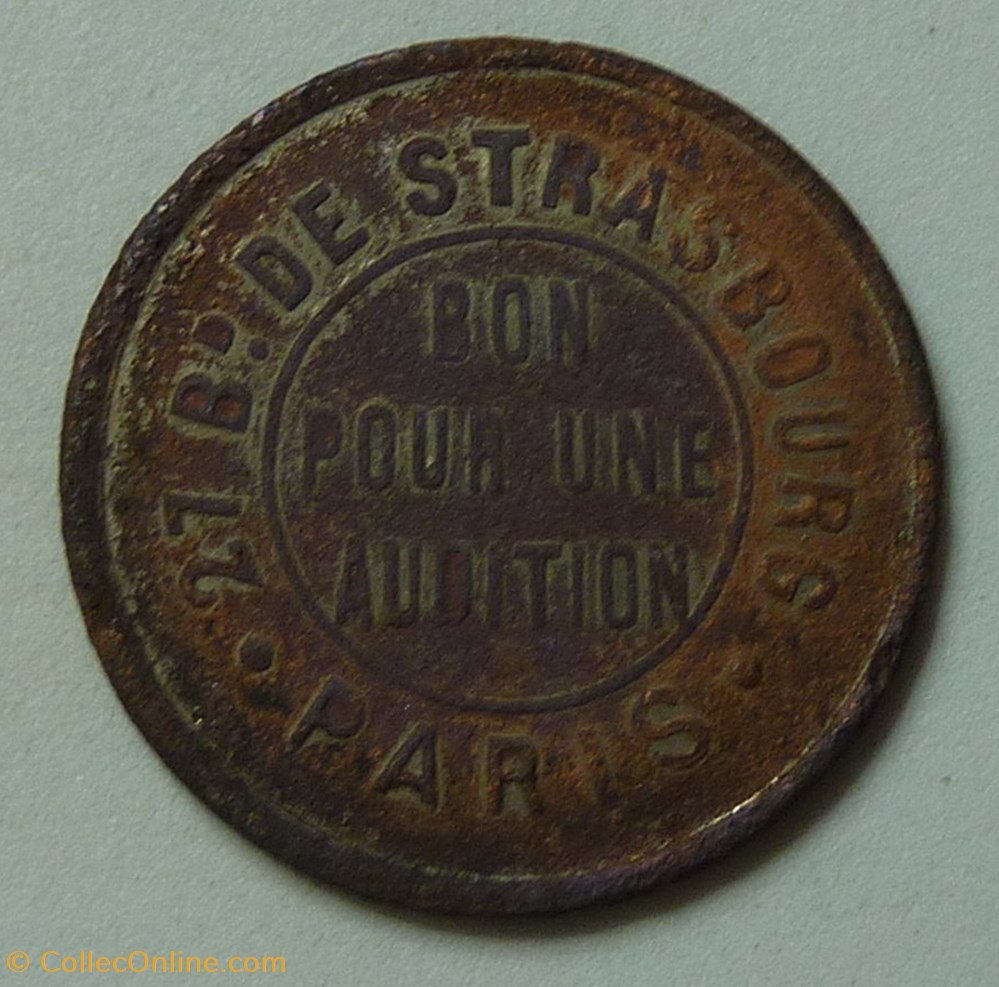 27. Bᴰ. DE STRASBOURG
BON
POUR UNE
AUDITION
• PARIS •
© CollecOnline.com